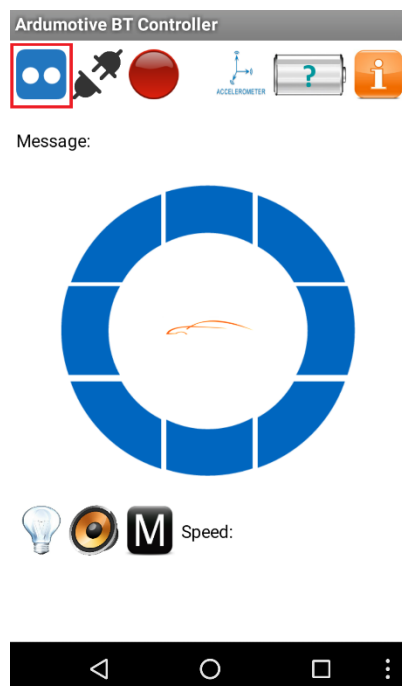 Ardumotive BT Controller
?
i
ACCELEROMETER
Message:
M
Speed: